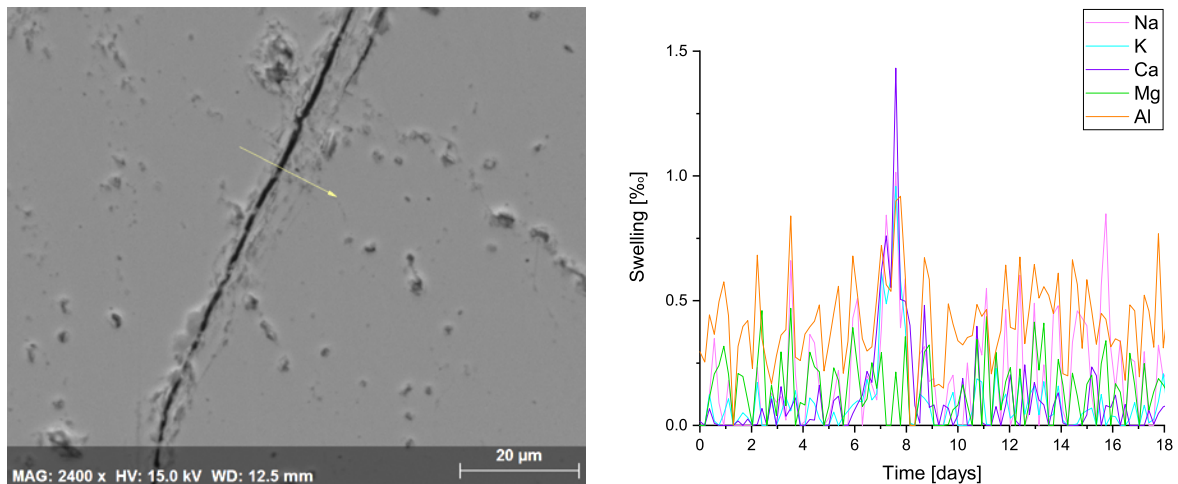 20 µm
MAG: 2400 x HV: 15.0 kV WD: 12.5 mm
Na
K
Ca
Mg
Al
1.5
1.0
0.5
0.0
Swelling [‰]
0 2 4 6 8 10 12 14 16 18
Time [days]